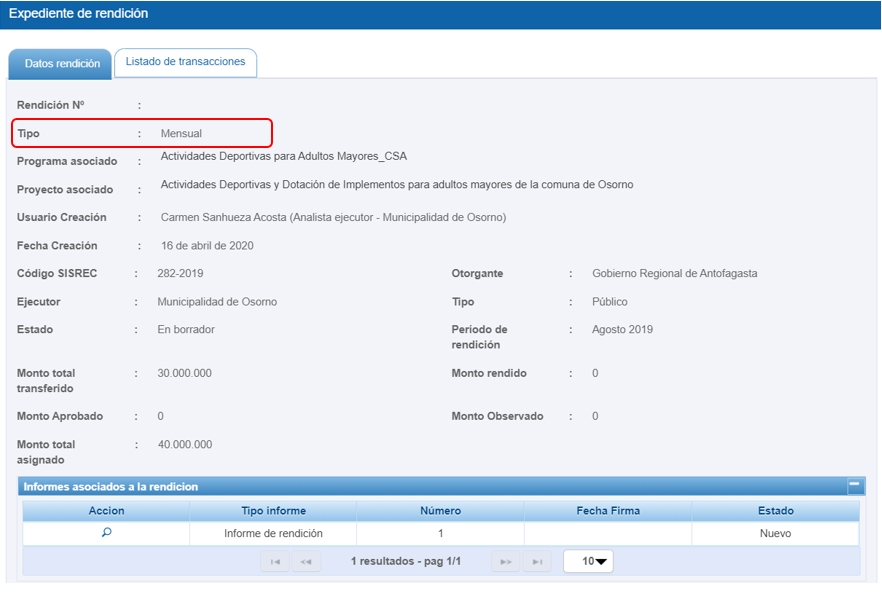 Expediente de rendición
Datos rendición
Listado de transacciones
Rendición Nº :
Tipo : Mensual
Programa asociado : Actividades Deportivas para Adultos Mayores_CSA
Proyecto asociado : Actividades Deportivas y Dotación de Implementos para adultos mayores de la comuna de Osorno
Usuario Creación : Carmen Sanhueza Acosta (Analista ejecutor - Municipalidad de Osorno)
Fecha Creación : 16 de abril de 2020
Código SISREC : 282-2019 Otorgante : Gobierno Regional de Antofagasta
Ejecutor : Municipalidad de Osorno Tipo : Público
Estado : En borrador Período de : Agosto 2019
rendición
Monto total : 30.000.000 Monto rendido : 0
transferido
Monto Aprobado : 0 Monto Observado : 0
Monto total : 40.000.000
asignado
Informes asociados a la rendicion
Accion Tipo informe Número Fecha Firma Estado
Informe de rendición 1 Nuevo
1 resultados - pag 1/1 10